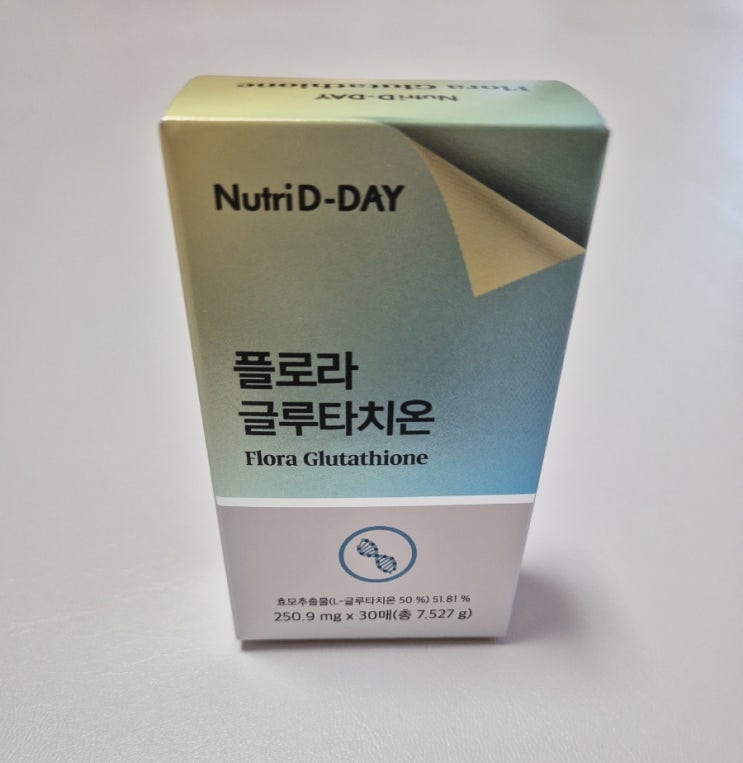 Flora Glutathione
NutriD-DAY
NutriD-DAY
플로라
글루타치온
Flora Glutathione
효모추출물(L-글루타치온 50 %) 51.81 %
250.9 mg x 30매(총 7.527 g)